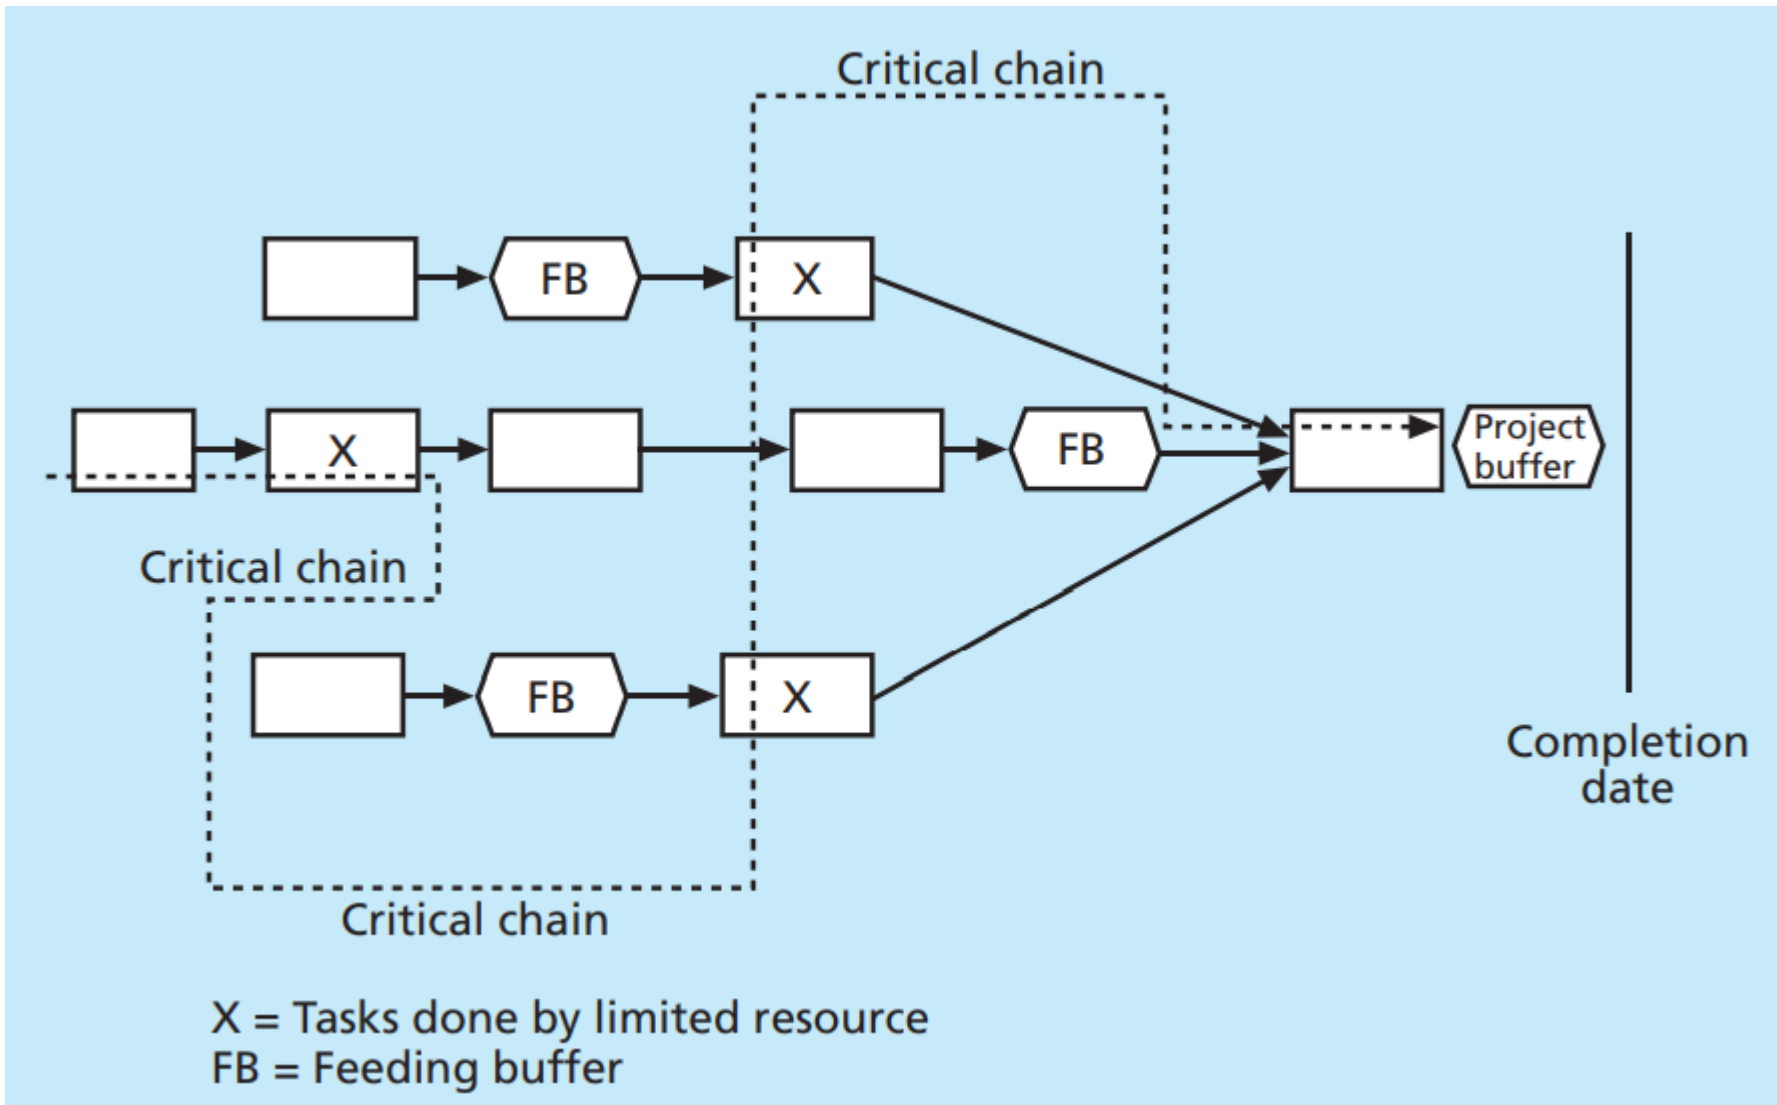 Critical chain
FB
X
X
FB
Project
buffer
Critical chain
FB
X
Completion
date
Critical chain
X = Tasks done by limited resource
FB = Feeding buffer